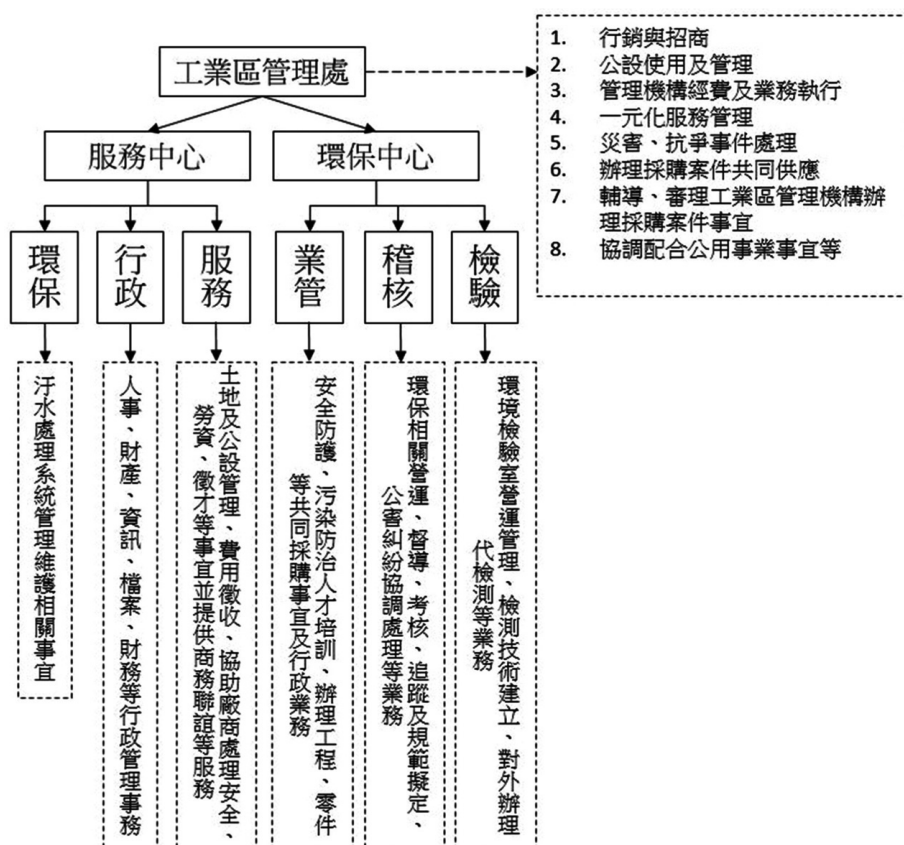 工業區管理處
1. 行銷與招商
2. 公設使用及管理
3. 管理機構經費及業務執行
4. 一元化服務管理
5. 災害、抗爭事件處理
6. 辦理採購案件共同供應
7. 輔導、審理工業區管理機構辦
理採購案件事宜
8. 協調配合公用事業事宜等
服務中心
環保中心
環保
行政
服務
業管
稽核
檢驗
汙水處理系統管理維護相關事宜
人事、財產、資訊、檔案、財務等行政管理事務
土地及公設管理、費用徵收、協助廠商處理安全、
勞資、徵才等事宜並提供商務聯誼等服務
安全防護、污染防治人才培訓、辦理工程、零件
等共同採購事宜及行政業務
環保相關營運、督導、考核、追蹤及規範擬定、
公害糾紛協調處理等業務
環境檢驗室營運管理、檢測技術建立、對外辦理
代檢測等業務